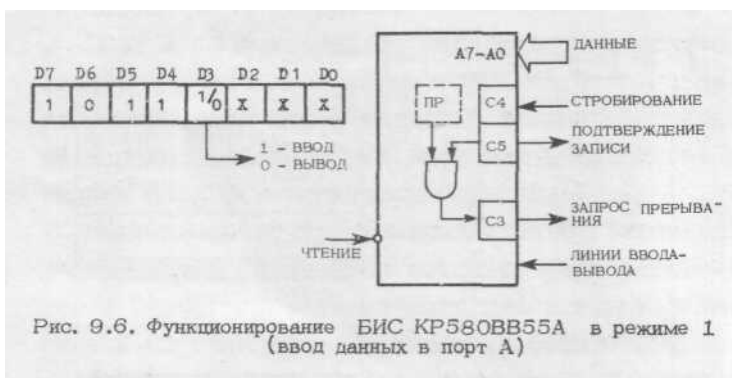 D7 D6 D5 D4 D3 D2 D1 D0
1 0 1 1 1/0 X X X
1 - ВВОД
0 - ВЫВОД
A7-A0
ДАННЫЕ
ПР
C4
СТРОБИРОВАНИЕ
C5
ПОДТВЕРЖДЕНИЕ
ЗАПИСИ
C3
ЗАПРОС ПРЕРЫВА-
НИЯ
ЧТЕНИЕ
ЛИНИИ ВВОДА-
ВЫВОДА
Рис. 9.6. Функционирование БИС КР580ВВ55А в режиме 1
(ввод данных в порт А)